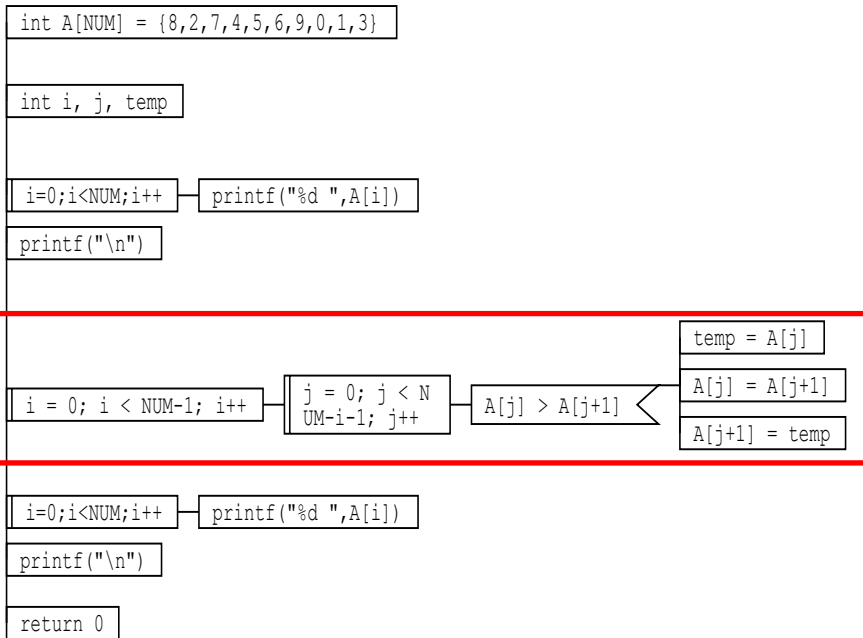 int A[NUM] = {8,2,7,4,5,6,9,0,1,3}
int i, j, temp
i=0;i<NUM;i++
printf("%d ",A[i])
printf("\n")
i = 0; i < NUM-1; i++
j = 0; j < N
UM-i-1; j++
A[j] > A[j+1]
temp = A[j]
A[j] = A[j+1]
A[j+1] = temp
i=0;i<NUM;i++
printf("%d ",A[i])
printf("\n")
return 0